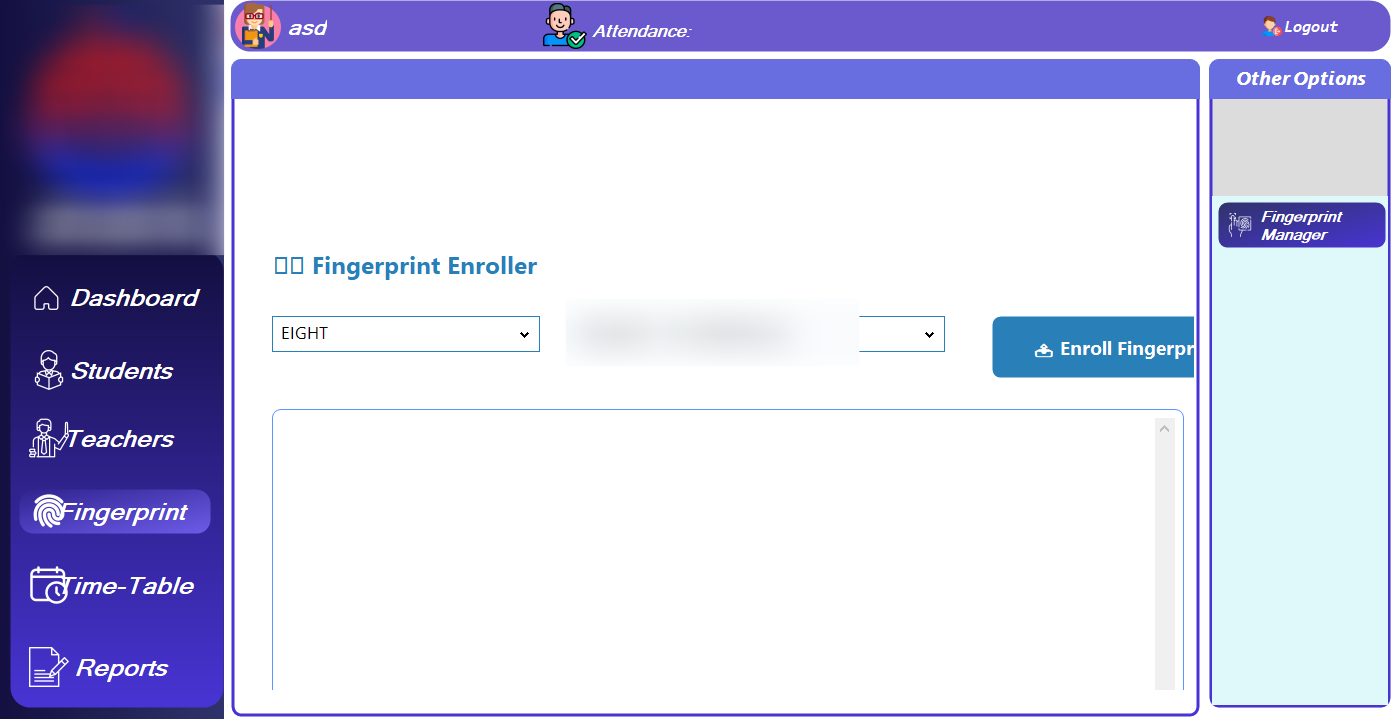 asd
Attendance:
Logout
Other Options
Fingerprint
Manager
Fingerprint Enroller
EIGHT
Enroll Fingerpr
Dashboard
Students
Teachers
Fingerprint
Time-Table
Reports